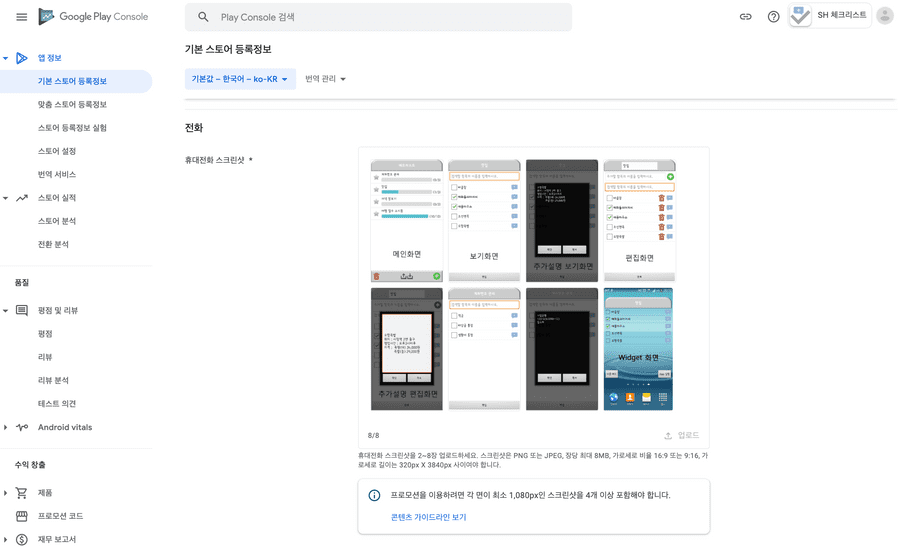 Google Play Console
Play Console 검색
SH 체크리스트
앱 정보
기본 스토어 등록정보
맞춤 스토어 등록정보
스토어 등록정보 실험
스토어 설정
번역 서비스
스토어 실적
스토어 분석
전환 분석
품질
평점 및 리뷰
평점
리뷰
리뷰 분석
테스트 의견
Android vitals
수익 창출
제품
프로모션 코드
재무 보고서
기본 스토어 등록정보
기본값 – 한국어 – ko-KR
번역 관리
전화
휴대전화 스크린샷 *
메인화면
보기화면
추가설명 보기화면
편집화면
추가설명 편집화면
Widget 화면
8/8
업로드
휴대전화 스크린샷을 2~8장 업로드하세요. 스크린샷은 PNG 또는 JPEG, 장당 최대 8MB, 가로세로 비율 16:9 또는 9:16, 가
로세로 길이는 320px X 3840px 사이여야 합니다.
프로모션을 이용하려면 각 면이 최소 1,080px인 스크린샷을 4개 이상 포함해야 합니다.
콘텐츠 가이드라인 보기